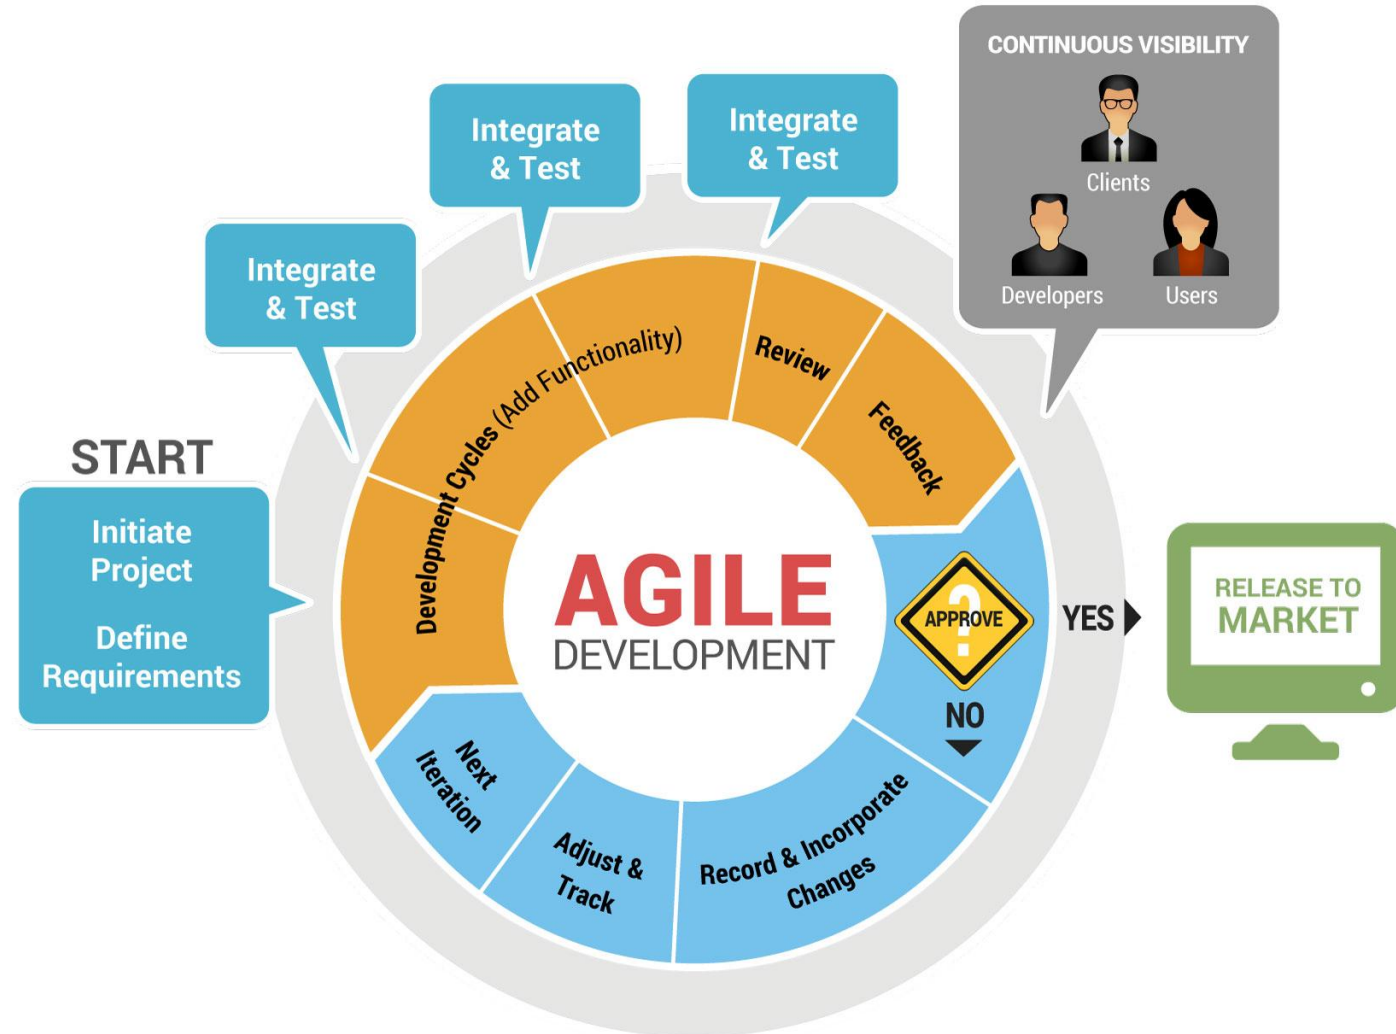 START
Initiate
Project
Define
Requirements
Integrate
& Test
Integrate
& Test
Integrate
& Test
CONTINUOUS VISIBILITY
Clients
Developers
Users
Development Cycles (Add Functionality)
Review
Feedback
AGILE
DEVELOPMENT
?
APPROVE
YES
NO
RELEASE TO
MARKET
Record & Incorporate
Changes
Adjust &
Track
Next
Iteration